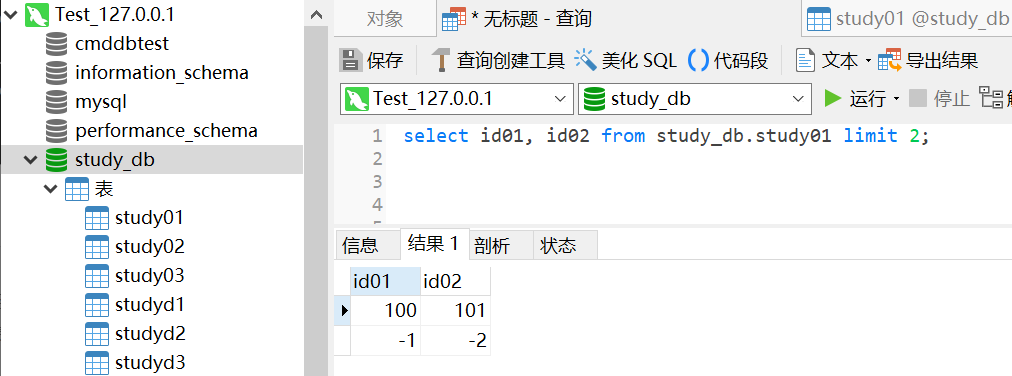 Test_127.0.0.1
cmddbtest
information_schema
mysql
performance_schema
study_db
表
study01
study02
study03
studyd1
studyd2
studyd3
对象
* 无标题 - 查询
study01 @study_db
保存
查询创建工具
美化 SQL
() 代码段
文本
导出结果
Test_127.0.0.1
study_db
运行
停止
1 select id01, id02 from study_db.study01 limit 2;
2
3
4
信息 结果 1 剖析 状态
id01 id02
100 101
-1 -2